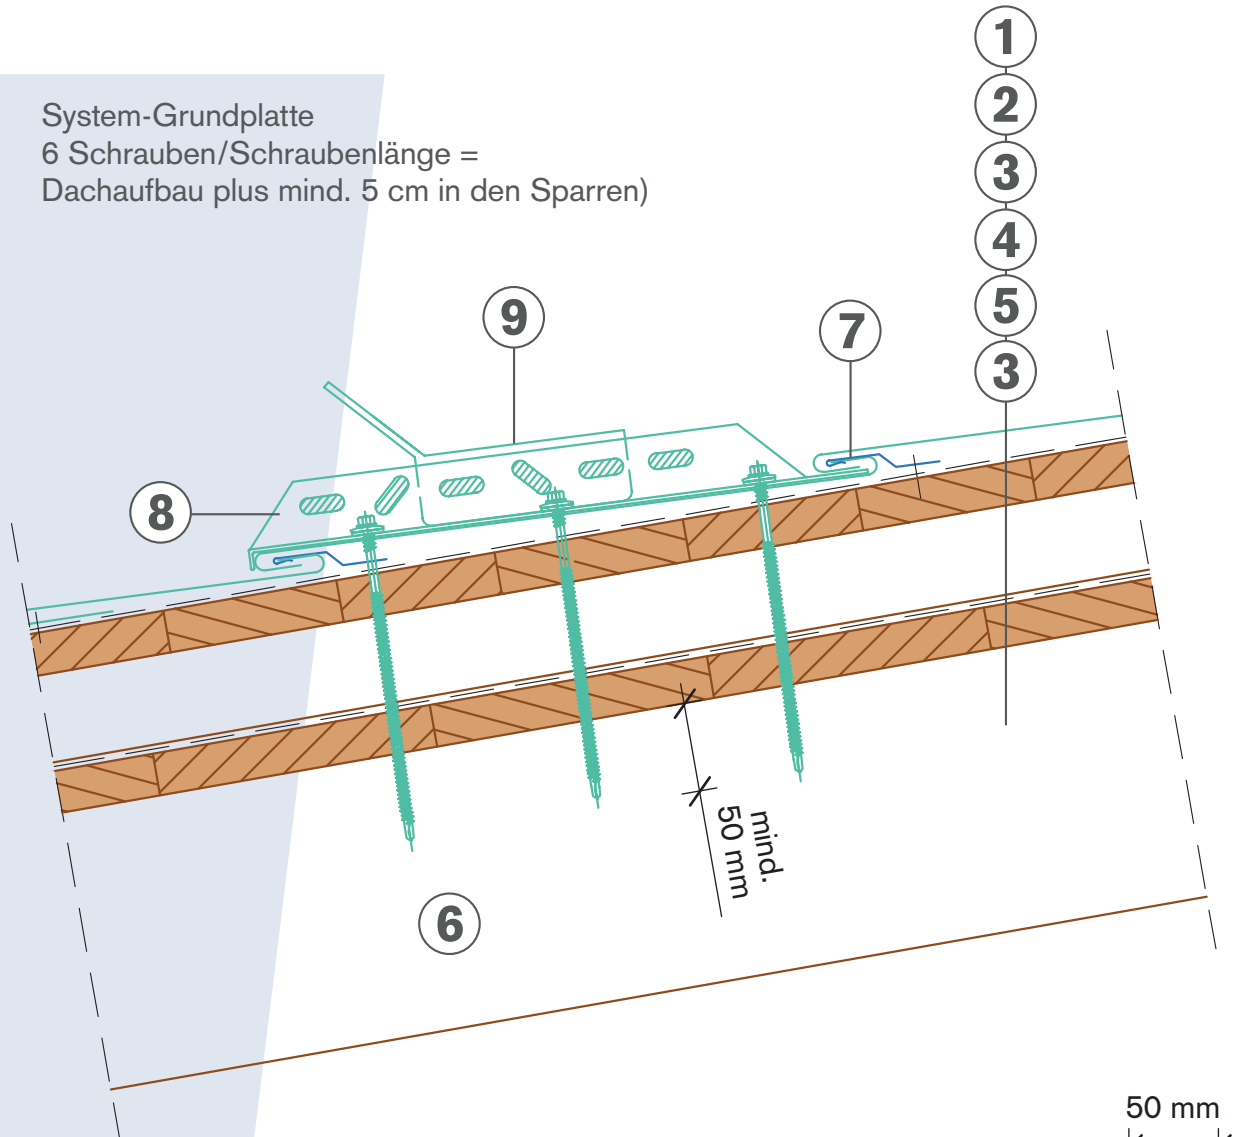 1
2
3
4
5
3
System-Grundplatte
6 Schrauben/Schraubenlänge =
Dachaufbau plus mind. 5 cm in den Sparren)
9
7
8
mind.
50 mm
6
50 mm